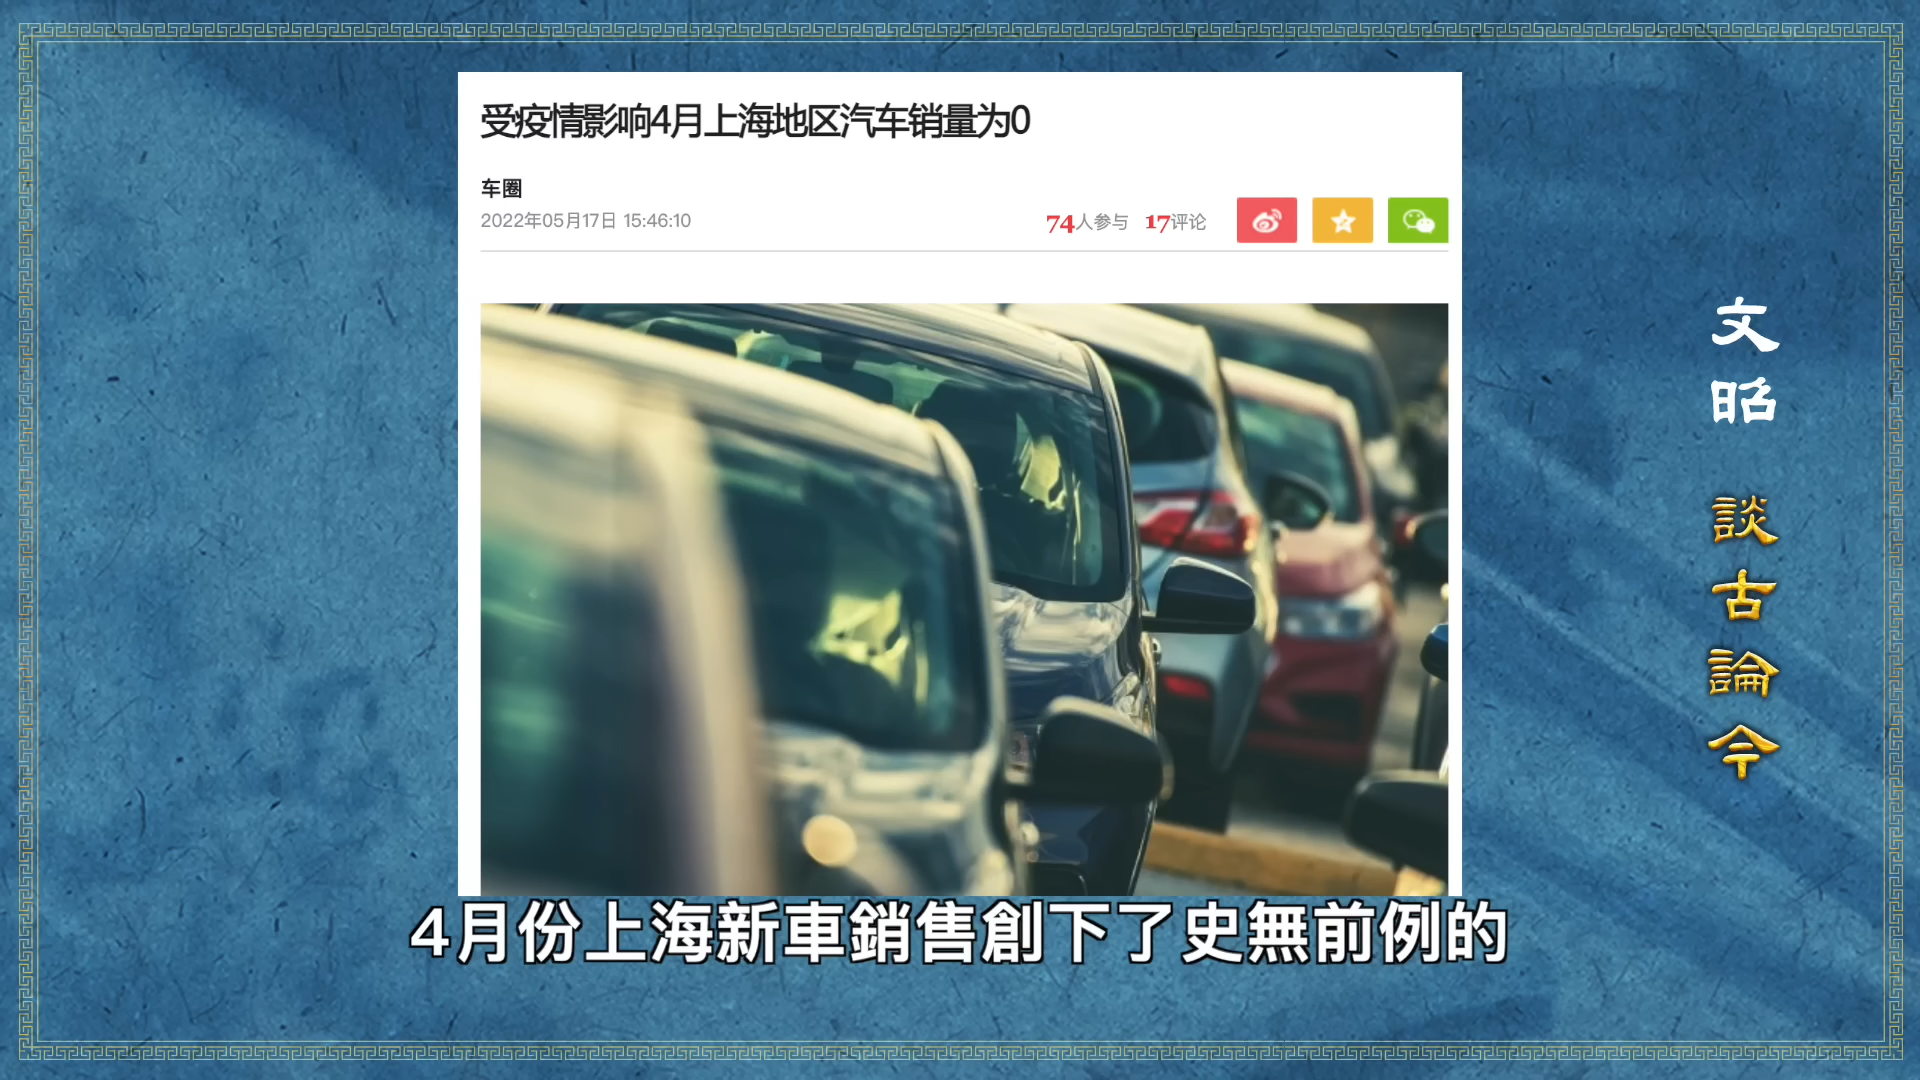 受疫情影响4月上海地区汽车销量为0
车圈
2022年05月17日 15:46:10
74人参与 17评论
文昭
談古論今
4月份上海新車銷售創下了史無前例的